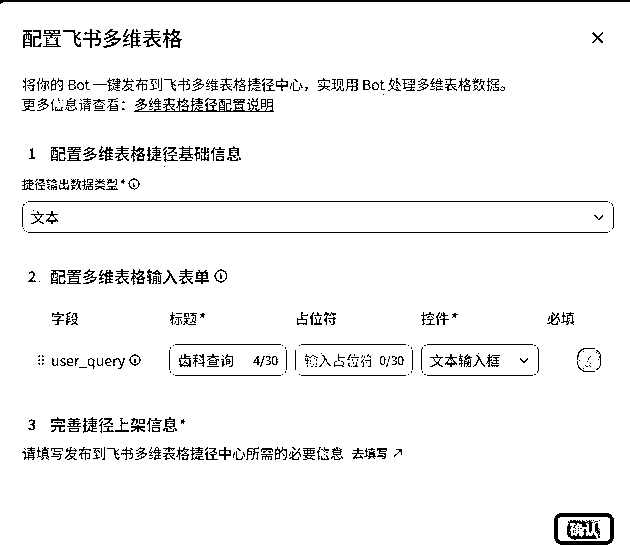 配置飞书多维表格
将你的 Bot 一键发布到飞书多维表格捷径中心，实现用 Bot 处理多维表格数据。
更多信息请查看：多维表格捷径配置说明
1 配置多维表格捷径基础信息
捷径输出数据类型*
文本
2. 配置多维表格输入表单
字段 标题* 占位符 控件* 必填
user_query 齿科查询 4/30 输入占位符 0/30 文本输入框
3 完善捷径上架信息*
请填写发布到飞书多维表格捷径中心所需的必要信息 去填写
确认